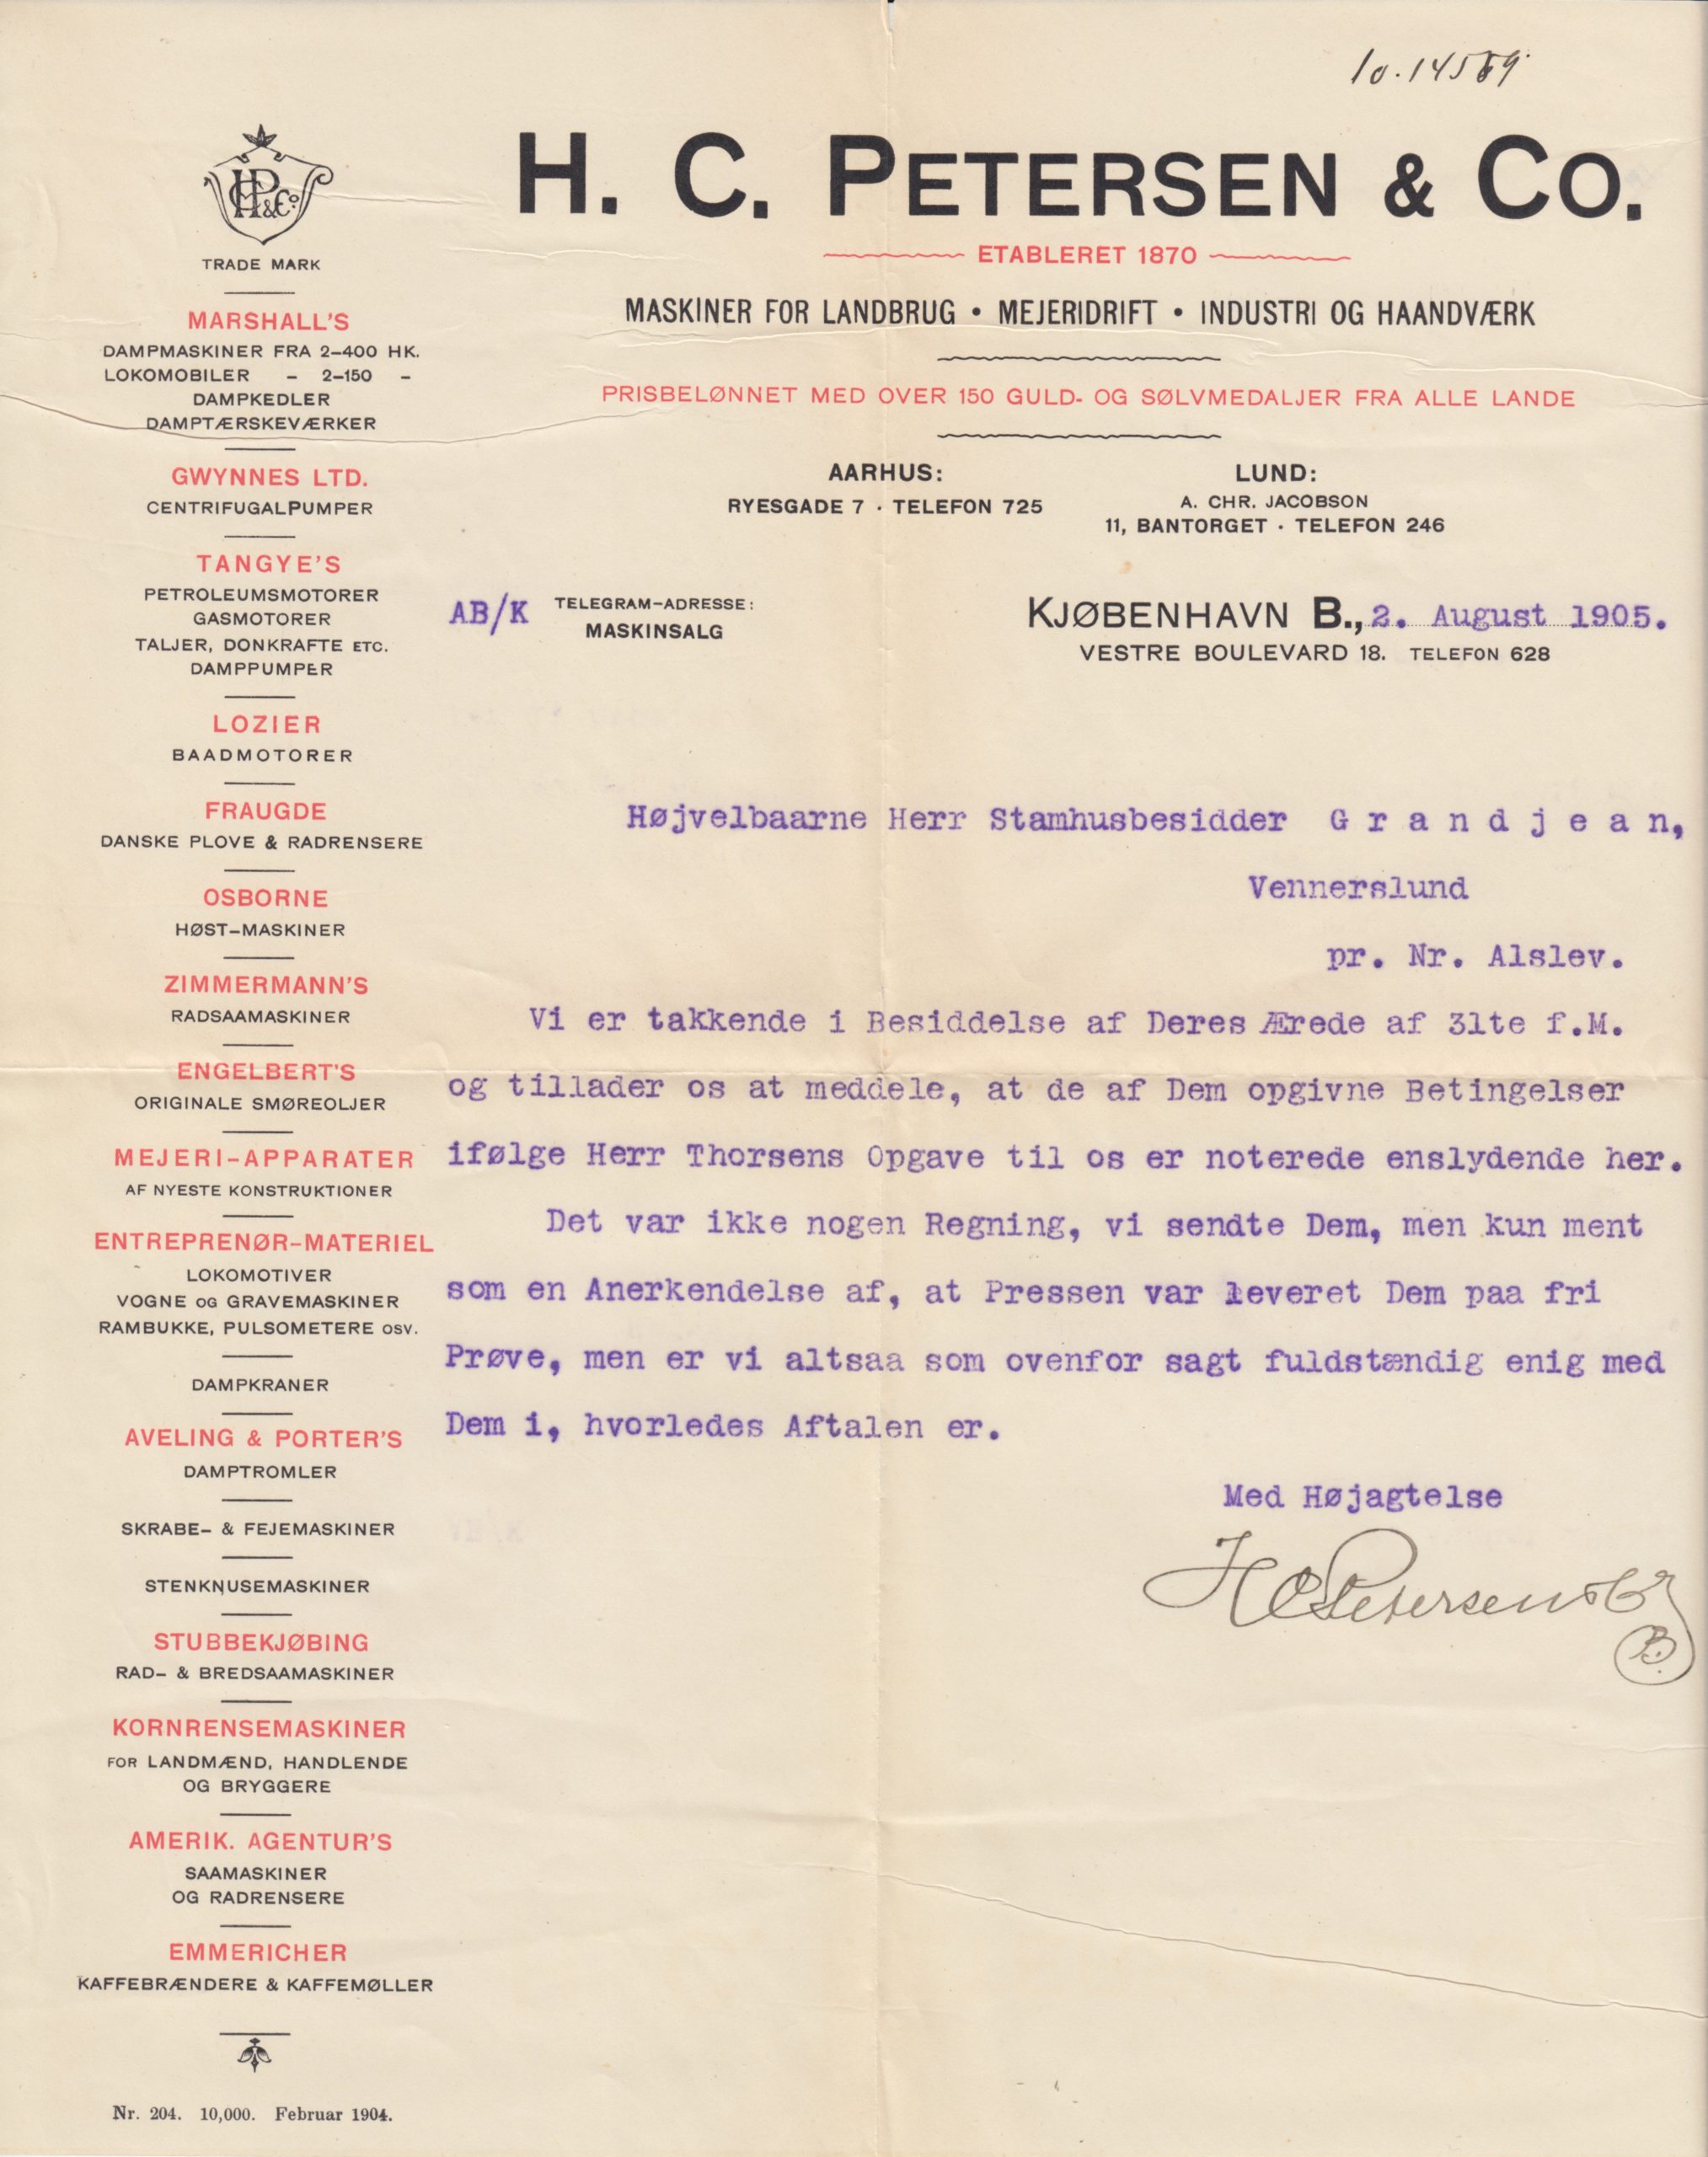 H. C. PETERSEN & CO.
ETABLERET 1870
MASKINER FOR LANDBRUG • MEJERIDRIFT • INDUSTRI OG HAANDVÆRK
PRISBELØNNET MED OVER 150 GULD- OG SØLVMEDALJER FRA ALLE LANDE
AARHUS:
RYESGADE 7 · TELEFON 725
LUND:
A. CHR. JACOBSON
11, BANTORGET · TELEFON 246
AB/K
TELEGRAM-ADRESSE:
MASKINSALG
KJØBENHAVN B., 2. August 1905.
VESTRE BOULEVARD 18. TELEFON 628
HCP&Co
TRADE MARK
MARSHALL'S
DAMPMASKINER FRA 2-400 HK.
LOKOMOBILER - 2-150 -
DAMPKEDLER
DAMPTÆRSKEVÆRKER
GWYNNES LTD.
CENTRIFUGALPUMPER
TANGYE'S
PETROLEUMSMOTORER
GASMOTORER
TALJER, DONKRAFTE ETC.
DAMPPUMPER
LOZIER
BAADMOTORER
FRAUGDE
DANSKE PLOVE & RADRENSERE
OSBORNE
HØST-MASKINER
ZIMMERMANN'S
RADSAAMASKINER
ENGELBERT'S
ORIGINALE SMØREOLJER
MEJERI-APPARATER
AF NYESTE KONSTRUKTIONER
ENTREPRENØR-MATERIEL
LOKOMOTIVER
VOGNE OG GRAVEMASKINER
RAMBUKKE, PULSOMETERE OSV.
DAMPKRANER
AVELING & PORTER'S
DAMPTROMLER
SKRABE- & FEJEMASKINER
STENKNUSEMASKINER
STUBBEKJØBING
RAD- & BREDSAAMASKINER
KORNRENSEMASKINER
FOR LANDMÆND, HANDLENDE
OG BRYGGERE
AMERIK. AGENTUR'S
SAAMASKINER
OG RADRENSERE
EMMERICHER
KAFFEBRÆNDERE & KAFFEMØLLER
Nr. 204. 10,000. Februar 1904.
Højvelbaarne Herr Stamhusbesidder G r a n d j e a n,
Vennerslund
pr. Nr. Alslev.
Vi er takkende i Besiddelse af Deres Ærede af 31te f.M.
og tillader os at meddele, at de af Dem opgivne Betingelser
ifølge Herr Thorsens Opgave til os er noterede enslydende her.
Det var ikke nogen Regning, vi sendte Dem, men kun ment
som en Anerkendelse af, at Pressen var leveret Dem paa fri
Prøve, men er vi altsaa som ovenfor sagt fuldstændig enig med
Dem i, hvorledes Aftalen er.
Med Højagtelse
H C Petersen & Co
B.